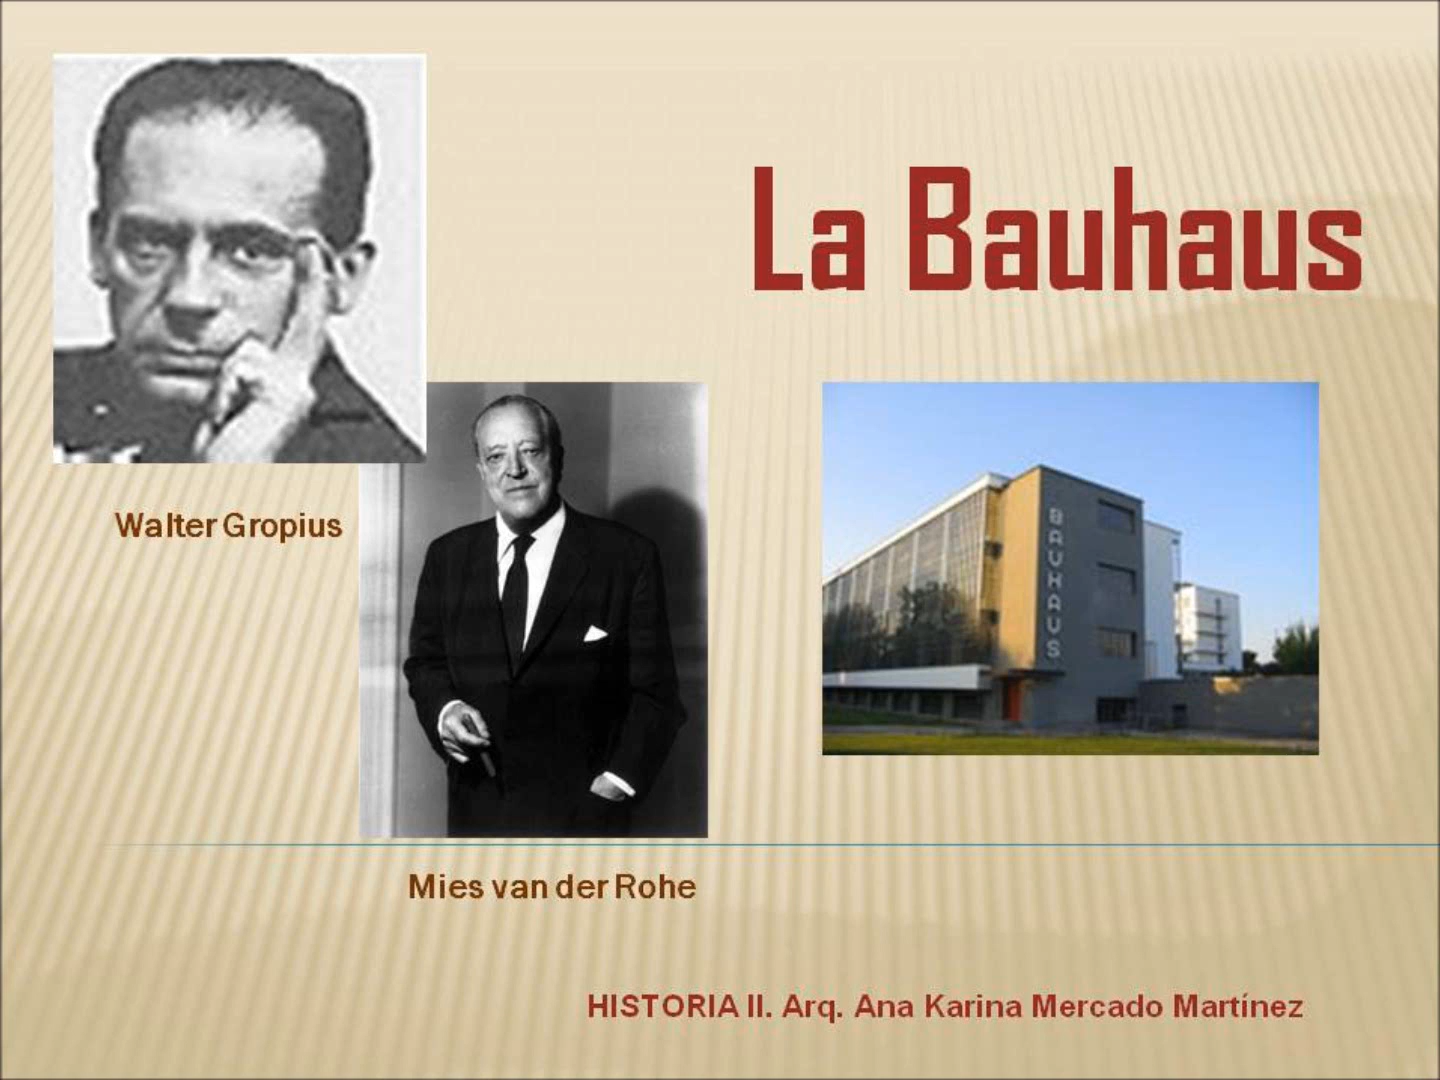 La Bauhaus
BAUHAUS
Walter Gropius
Mies van der Rohe
HISTORIA II. Arq. Ana Karina Mercado Martínez